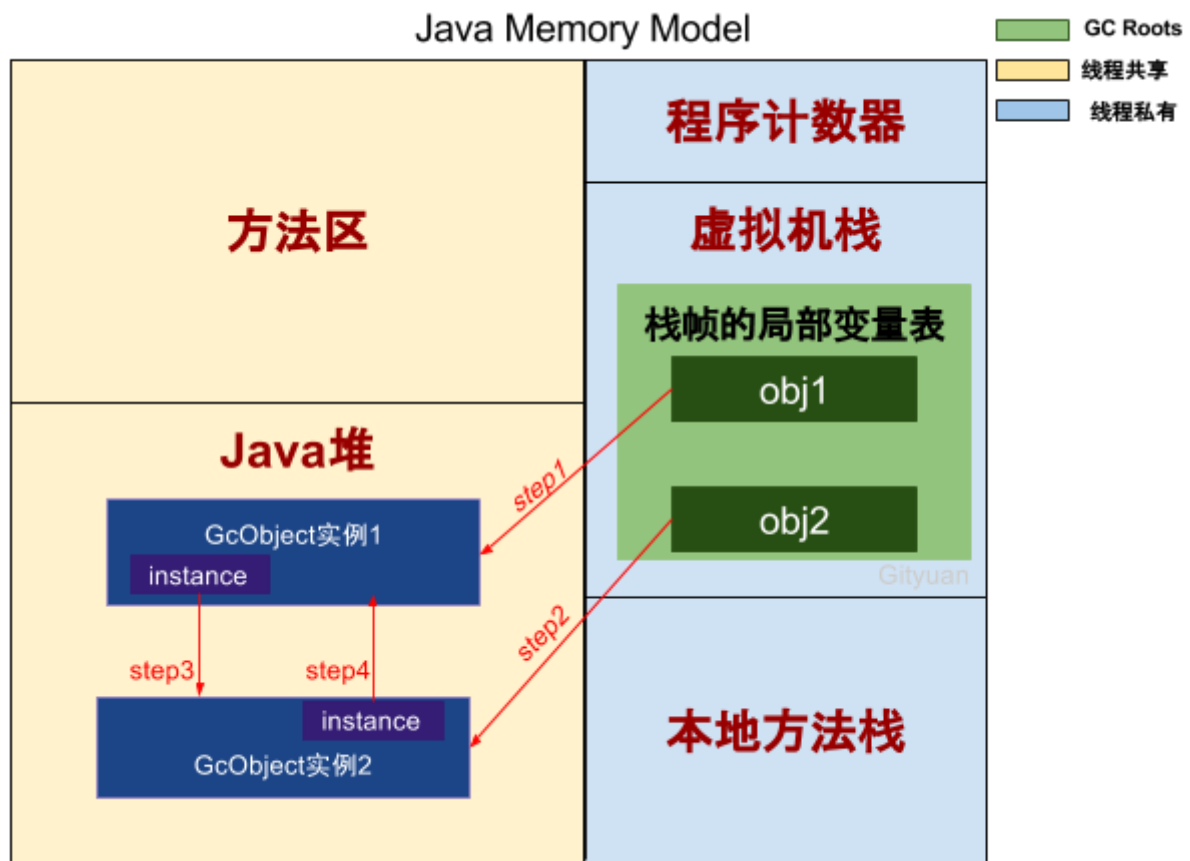 Java Memory Model
GC Roots
线程共享
线程私有
程序计数器
方法区
虚拟机栈
栈帧的局部变量表
obj1
obj2
Gityuan
Java堆
step1
GcObject实例1
instance
step2
step3
step4
instance
GcObject实例2
本地方法栈